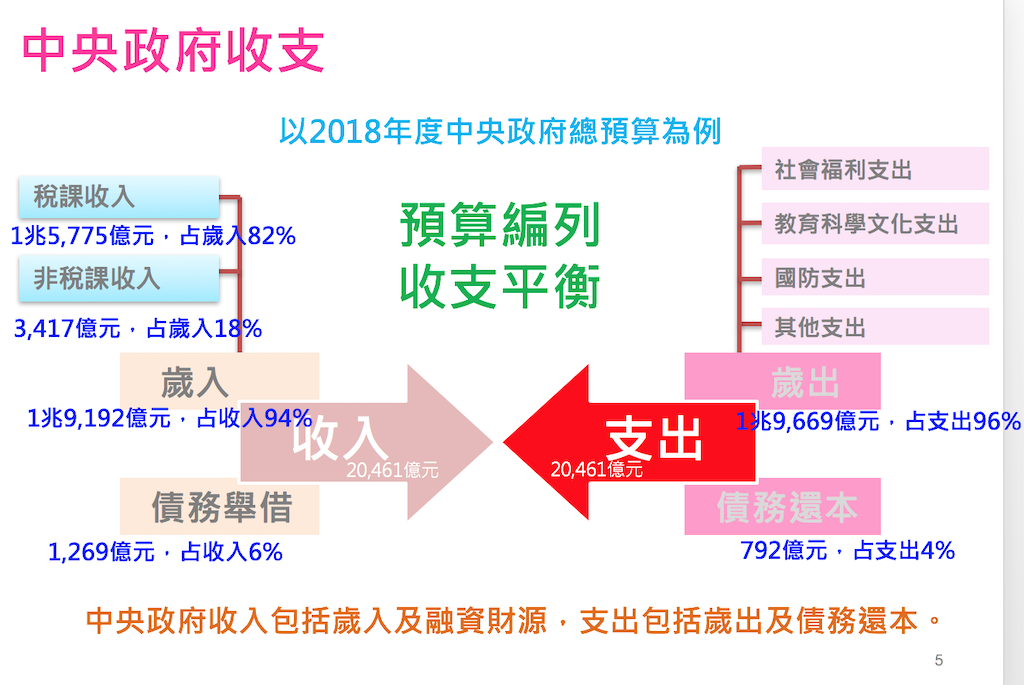 中央政府收支
以2018年度中央政府總預算為例
稅課收入
1兆5,775億元，占歲入82%
非稅課收入
3,417億元，占歲入18%
歲入
1兆9,192億元，占收入94%
債務舉借
1,269億元，占收入6%
預算編列
收支平衡
收入
20,461億元
支出
20,461億元
社會福利支出
教育科學文化支出
國防支出
其他支出
歲出
1兆9,669億元，占支出96%
債務還本
792億元，占支出4%
中央政府收入包括歲入及融資財源，支出包括歲出及債務還本。
5